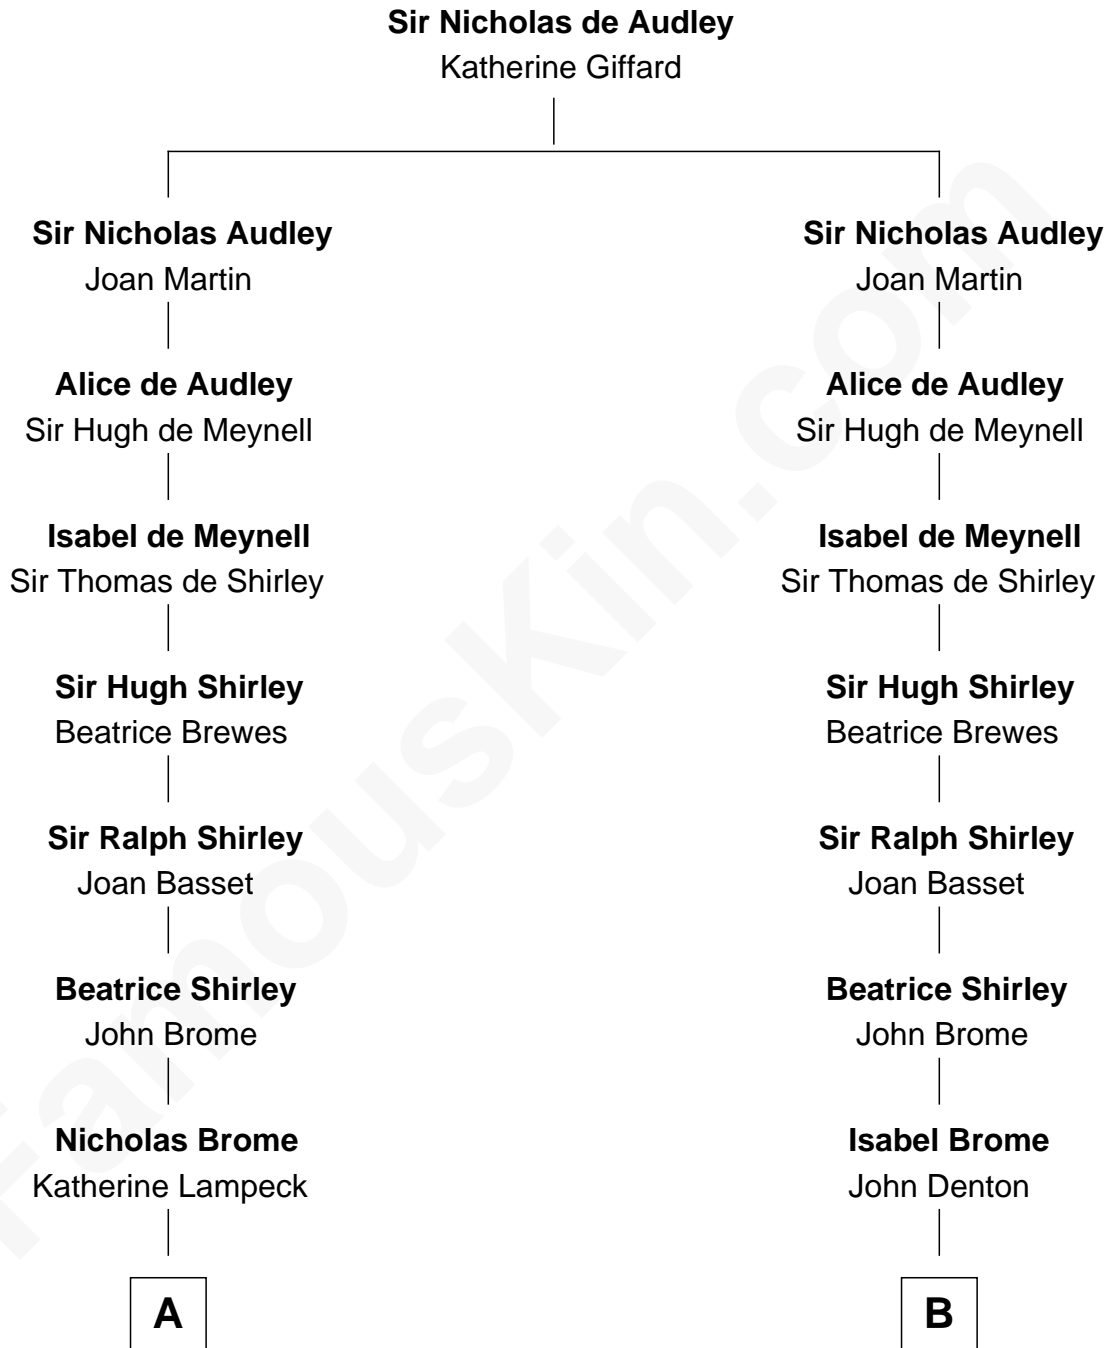 Sir Nicholas de Audley
Katherine Giffard
Sir Nicholas Audley
Joan Martin
Alice de Audley
Sir Hugh de Meynell
Isabel de Meynell
Sir Thomas de Shirley
Sir Hugh Shirley
Beatrice Brewes
Sir Ralph Shirley
Joan Basset
Beatrice Shirley
John Brome
Nicholas Brome
Katherine Lampeck
A
Sir Nicholas Audley
Joan Martin
Alice de Audley
Sir Hugh de Meynell
Isabel de Meynell
Sir Thomas de Shirley
Sir Hugh Shirley
Beatrice Brewes
Sir Ralph Shirley
Joan Basset
Beatrice Shirley
John Brome
Isabel Brome
John Denton
B
FamousKin.com